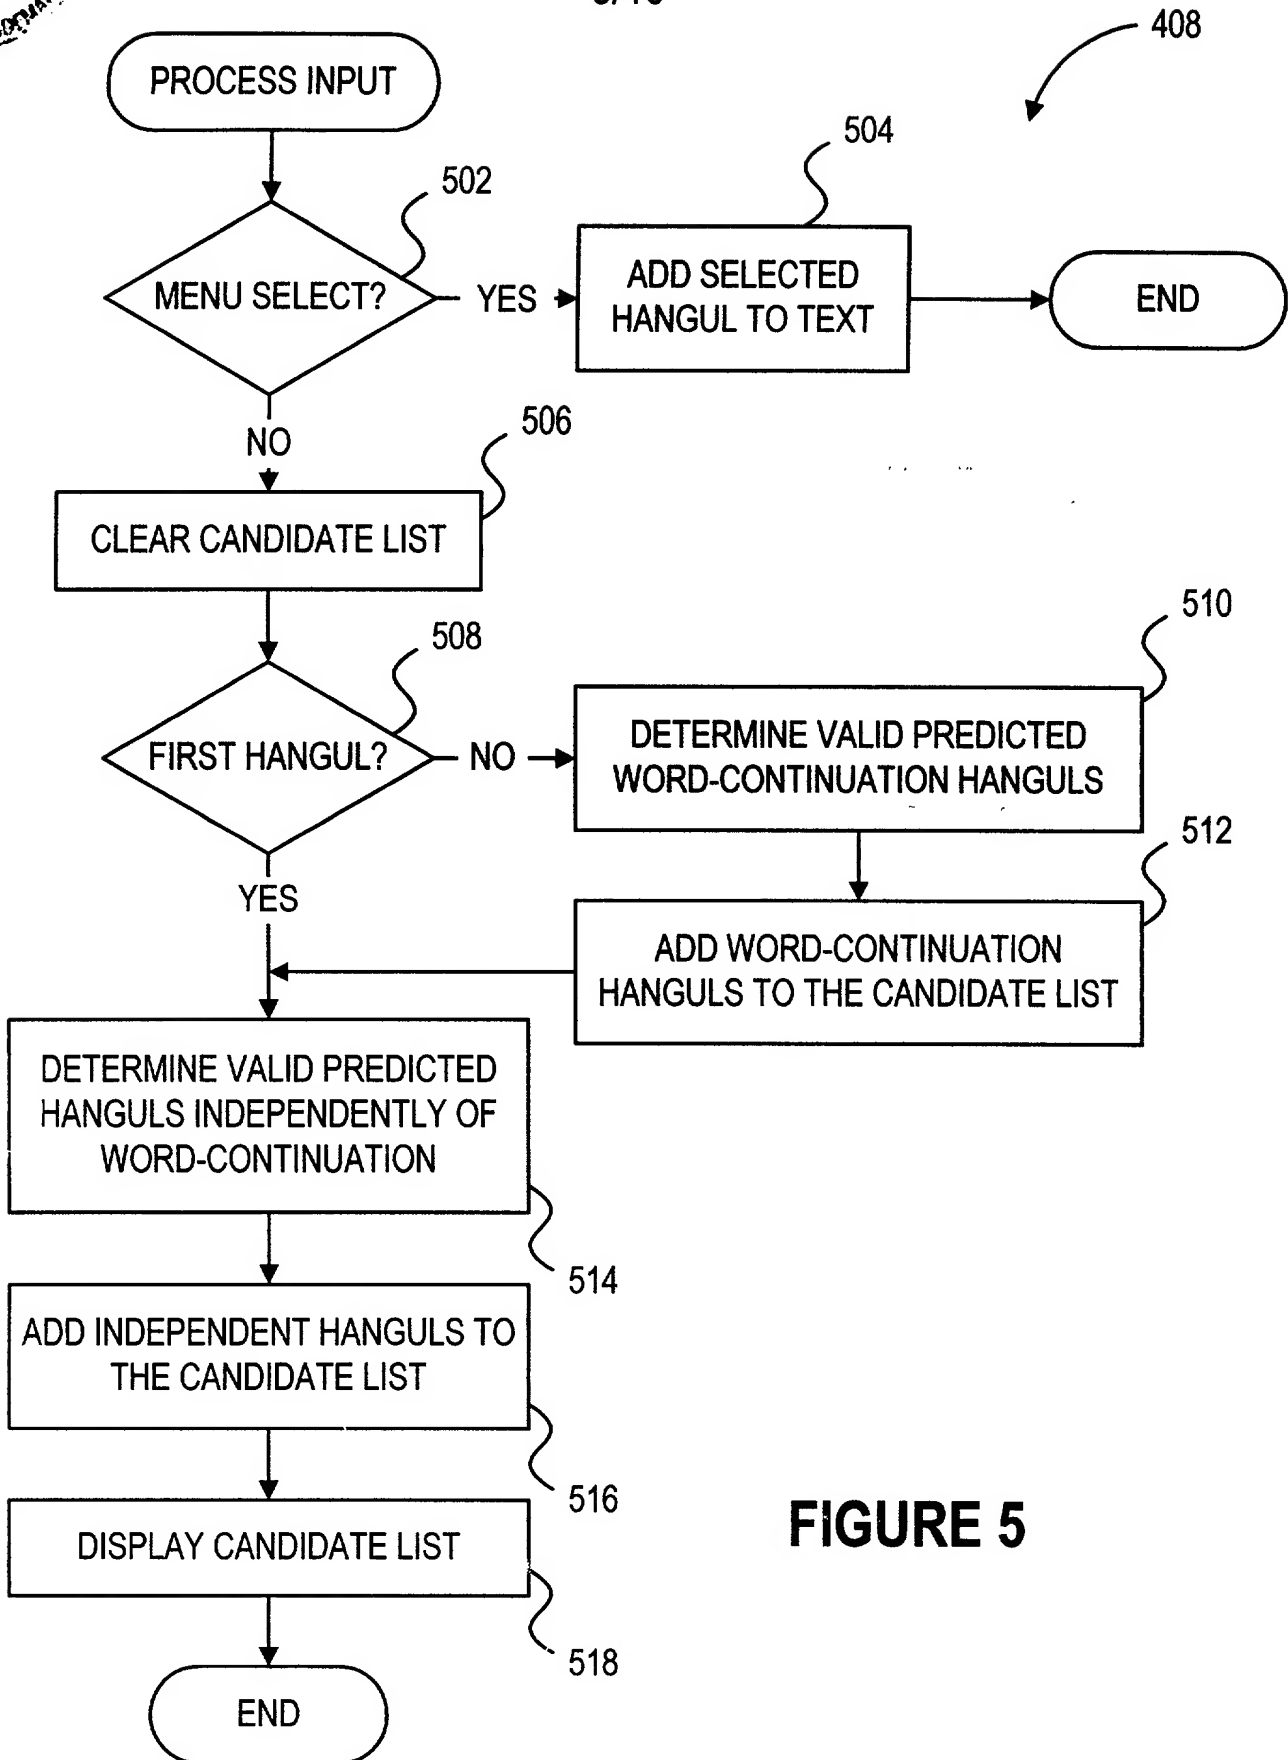 408
PROCESS INPUT
504
502
ADD SELECTED
HANGUL TO TEXT
MENU SELECT?
YES
END
NO
506
CLEAR CANDIDATE LIST
510
508
DETERMINE VALID PREDICTED
WORD-CONTINUATION HANGULS
FIRST HANGUL?
NO
512
YES
ADD WORD-CONTINUATION
HANGULS TO THE CANDIDATE LIST
DETERMINE VALID PREDICTED
HANGULS INDEPENDENTLY OF
WORD-CONTINUATION
514
ADD INDEPENDENT HANGULS TO
THE CANDIDATE LIST
516
FIGURE 5
DISPLAY CANDIDATE LIST
518
END